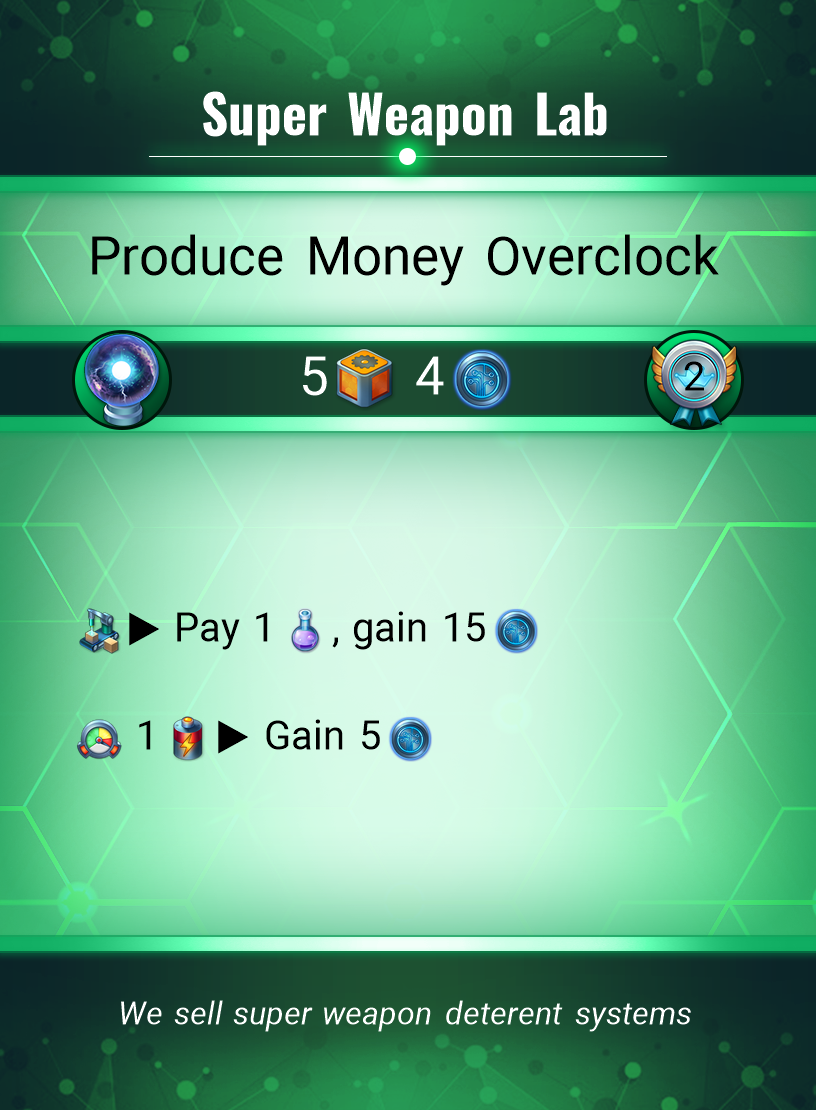 Super Weapon Lab
Produce Money Overclock
5 4 2
Pay 1 , gain 15
1 Gain 5
We sell super weapon deterent systems